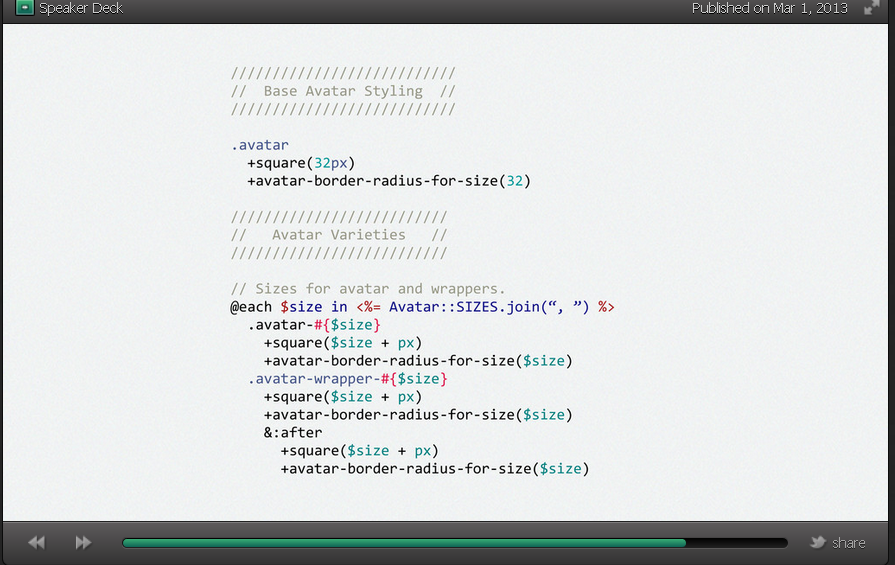 Speaker Deck
Published on Mar 1, 2013
///////////////////////////
//  Base Avatar Styling  //
///////////////////////////
.avatar
  +square(32px)
  +avatar-border-radius-for-size(32)
//////////////////////////
//   Avatar Varieties   //
//////////////////////////
// Sizes for avatar and wrappers.
@each $size in <%= Avatar::SIZES.join(“, ”) %>
  .avatar-#{$size}
    +square($size + px)
    +avatar-border-radius-for-size($size)
  .avatar-wrapper-#{$size}
    +square($size + px)
    +avatar-border-radius-for-size($size)
    &:after
      +square($size + px)
      +avatar-border-radius-for-size($size)
share